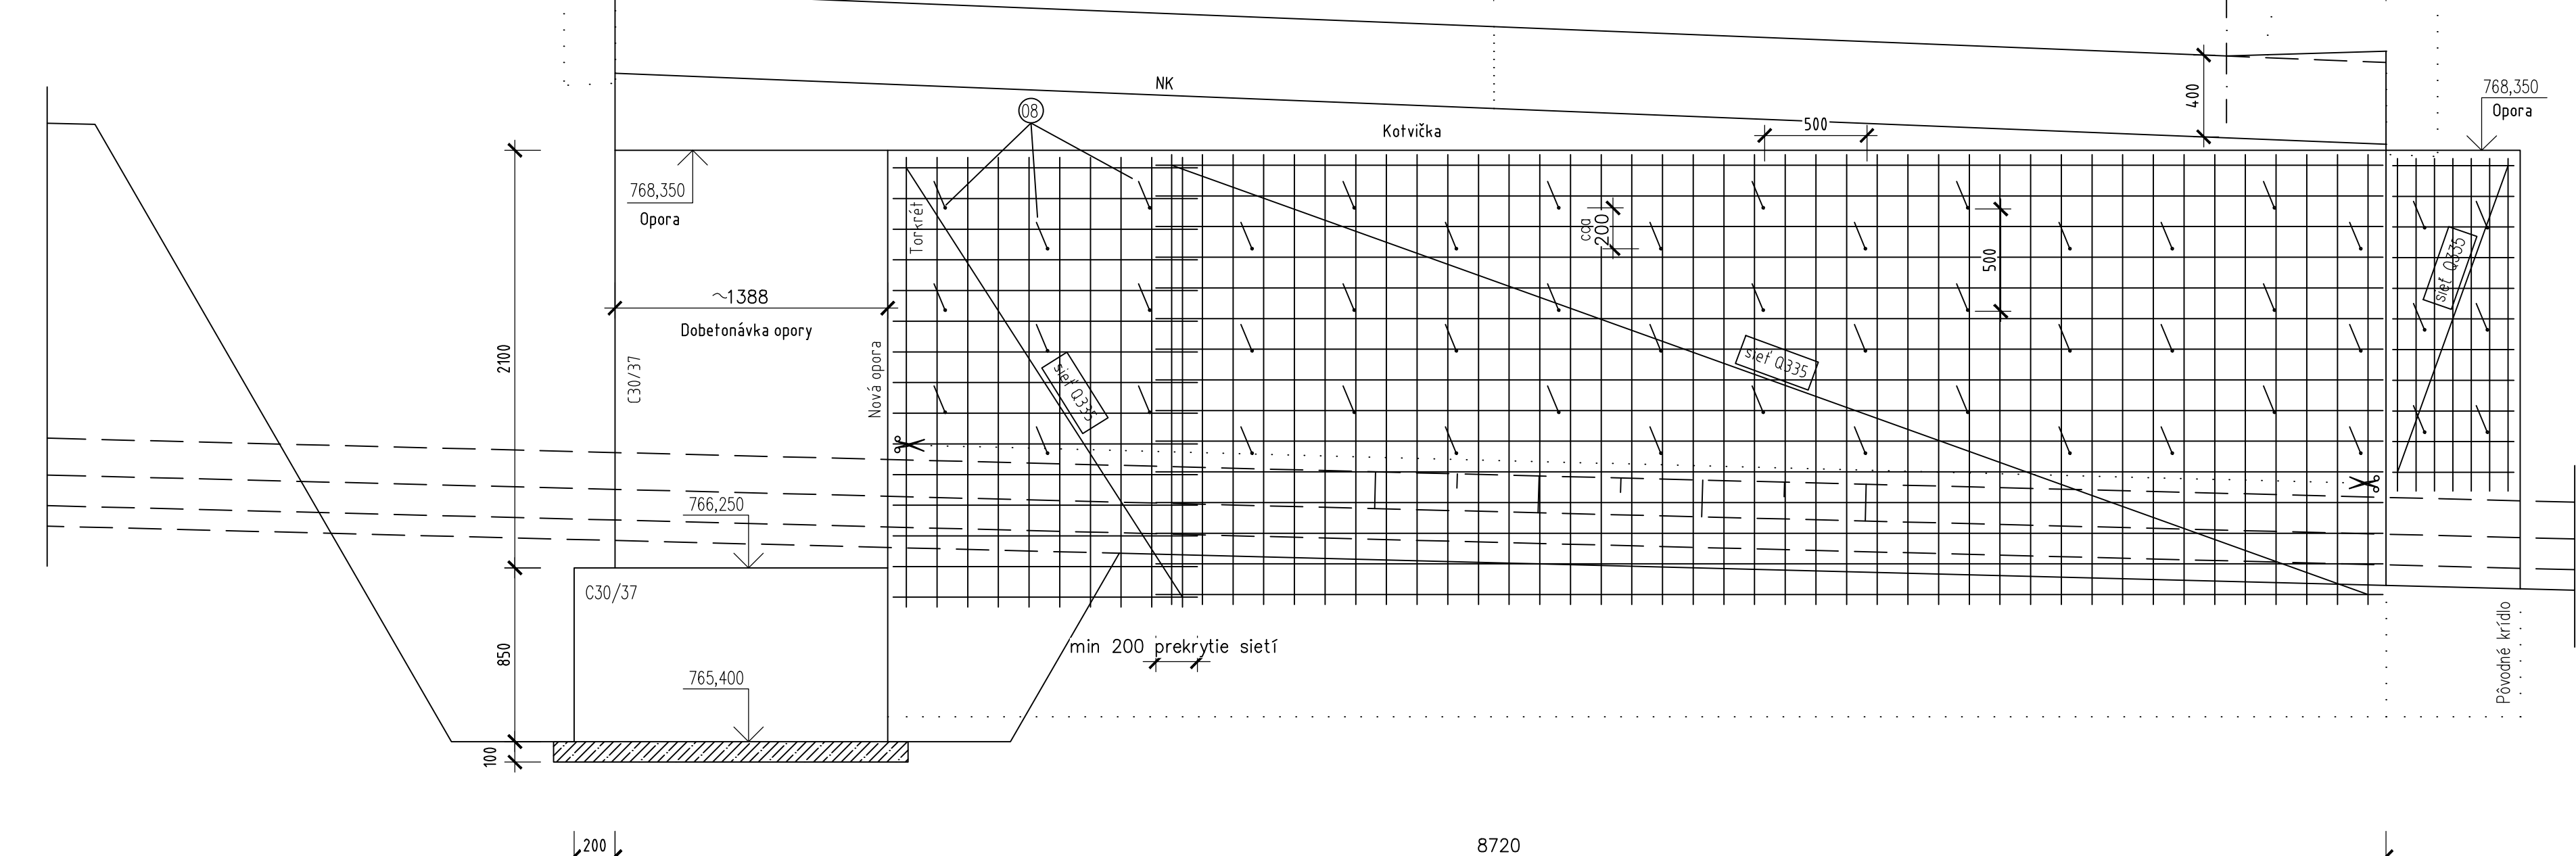 NK
08
Kotvička
500
400
768,350
Opora
768,350
Opora
Torkrét
cca
200
500
sieť Q335
~1388
Dobetonávka opory
2100
C30/37
Nová opora
sieť Q335
sieť Q335
766,250
C30/37
850
min 200 prekrytie sietí
765,400
Pôvodné krídlo
100
200
8720